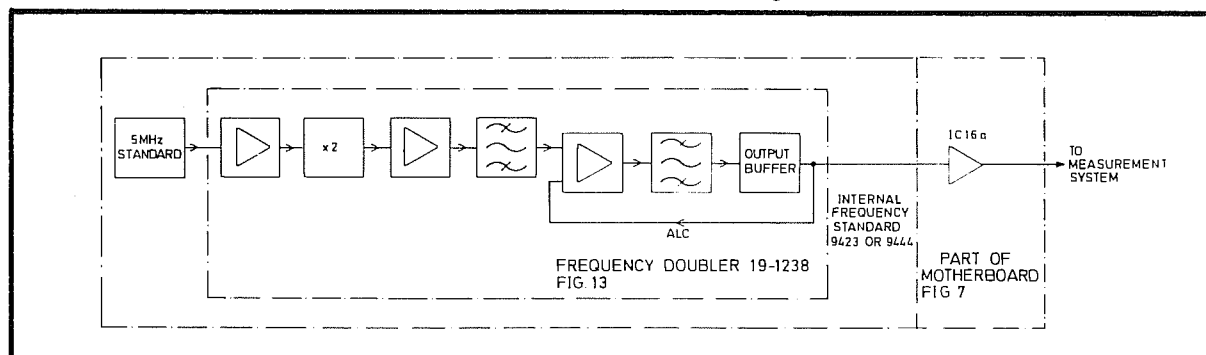 5MHz
STANDARD
x2
OUTPUT
BUFFER
IC16a
TO
MEASUREMENT
SYSTEM
ALC
INTERNAL
FREQUENCY
STANDARD
9423 OR 9444
FREQUENCY DOUBLER 19-1238
FIG. 13
PART OF
MOTHERBOARD
FIG 7